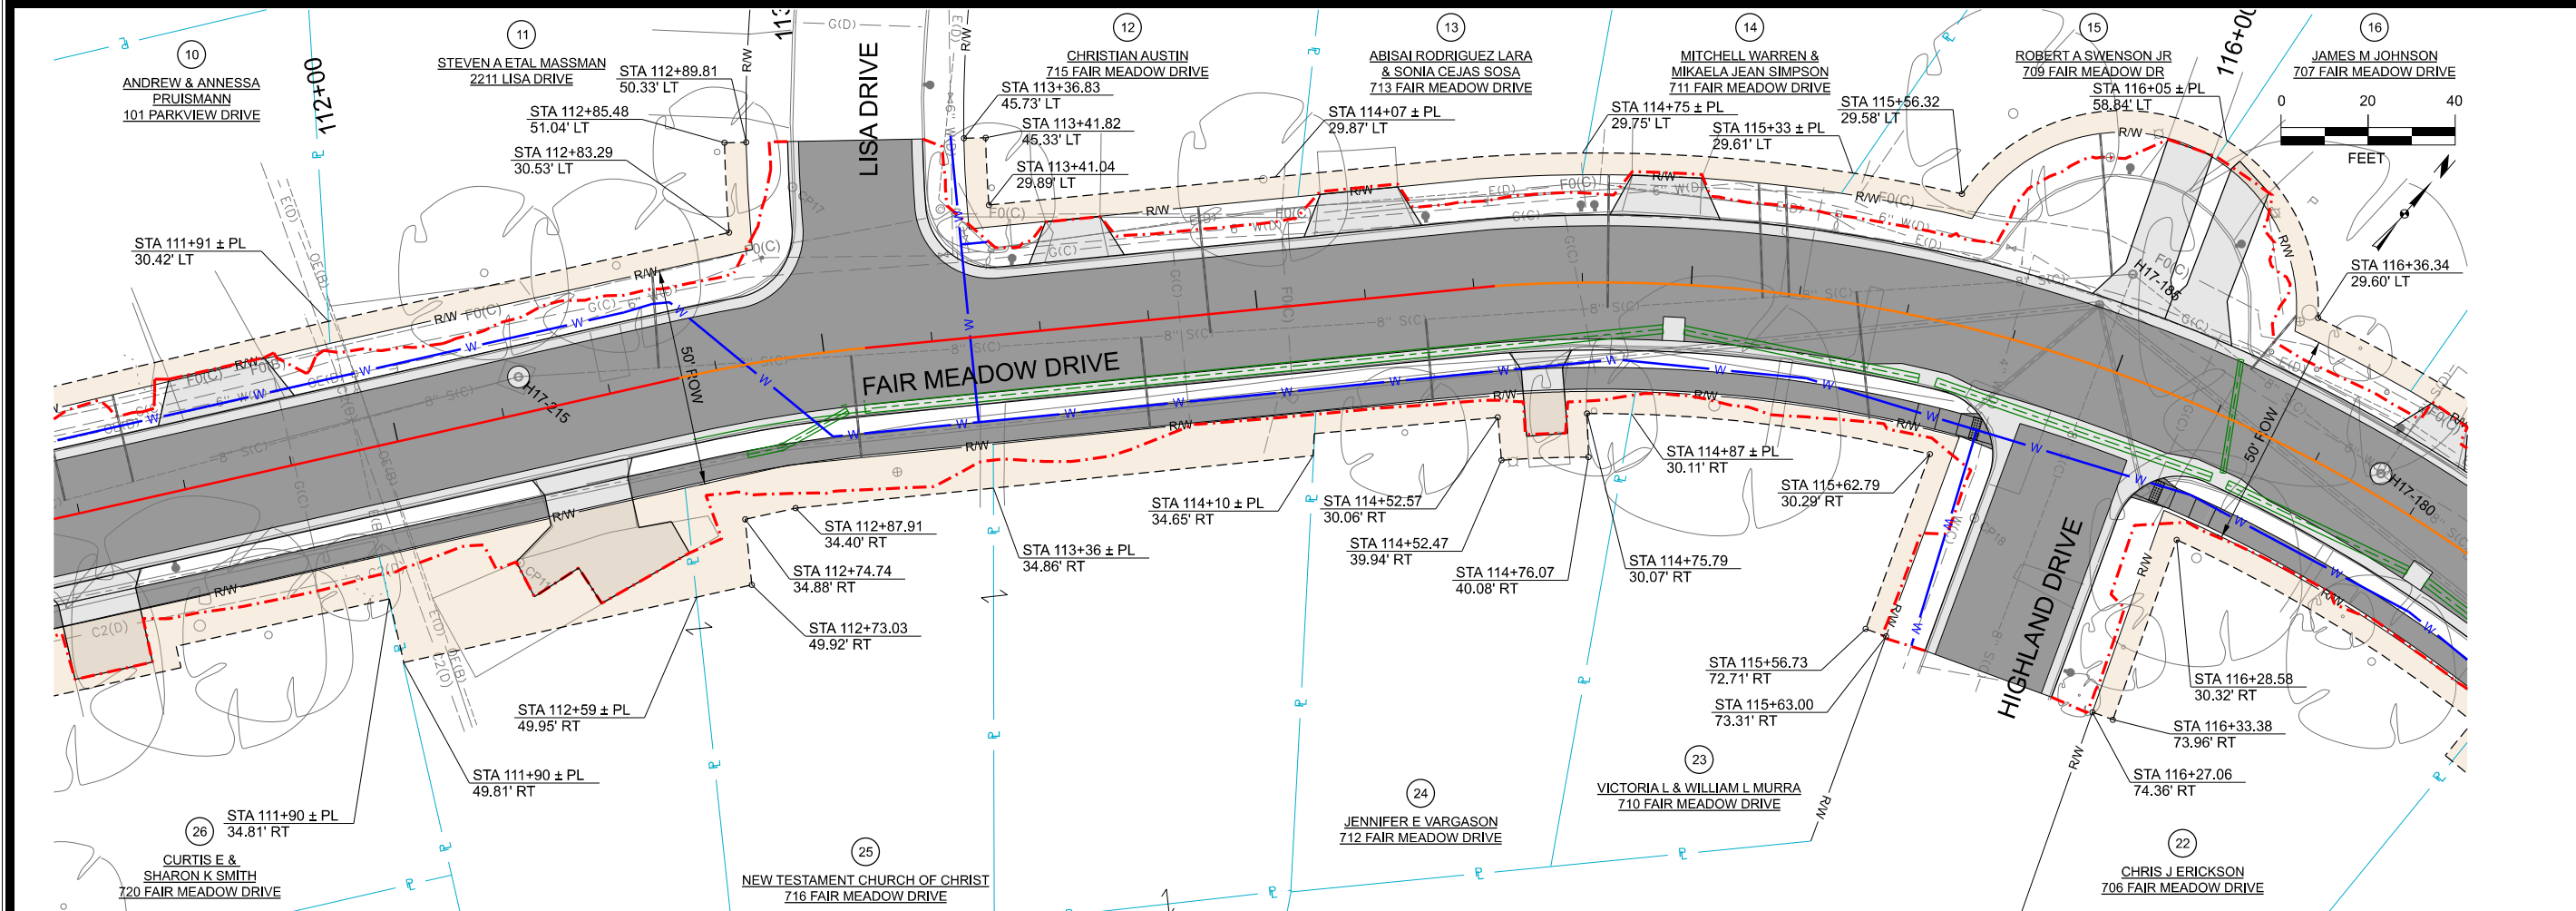 10
ANDREW & ANNESSA
PRUISMANN
101 PARKVIEW DRIVE
112+00
11
STEVEN A ETAL MASSMAN
2211 LISA DRIVE
STA 112+89.81
50.33' LT
STA 112+85.48
51.04' LT
STA 112+83.29
30.53' LT
STA 111+91 ± PL
30.42' LT
LISA DRIVE
12
CHRISTIAN AUSTIN
715 FAIR MEADOW DRIVE
STA 113+36.83
45.73' LT
STA 113+41.82
45.33' LT
STA 113+41.04
29.89' LT
13
ABISAI RODRIGUEZ LARA
& SONIA CEJAS SOSA
713 FAIR MEADOW DRIVE
STA 114+07 ± PL
29.87' LT
14
MITCHELL WARREN &
MIKAELA JEAN SIMPSON
711 FAIR MEADOW DRIVE
STA 114+75 ± PL
29.75' LT
STA 115+33 ± PL
29.61' LT
STA 115+56.32
29.58' LT
15
ROBERT A SWENSON JR
709 FAIR MEADOW DR
STA 116+05 ± PL
58.84' LT
116+00
16
JAMES M JOHNSON
707 FAIR MEADOW DRIVE
0 20 40
FEET
STA 116+36.34
29.60' LT
R/W
CP17
H17-215
50' ROW
FAIR MEADOW DRIVE
H17-185
50' ROW
H17-180
CP11
CP18
HIGHLAND DRIVE
STA 112+87.91
34.40' RT
STA 112+74.74
34.88' RT
STA 112+73.03
49.92' RT
STA 112+59 ± PL
49.95' RT
STA 111+90 ± PL
49.81' RT
STA 111+90 ± PL
34.81' RT
STA 113+36 ± PL
34.86' RT
STA 114+10 ± PL
34.65' RT
STA 114+52.57
30.06' RT
STA 114+52.47
39.94' RT
STA 114+76.07
40.08' RT
STA 114+75.79
30.07' RT
STA 114+87 ± PL
30.11' RT
STA 115+62.79
30.29' RT
STA 115+56.73
72.71' RT
STA 115+63.00
73.31' RT
STA 116+28.58
30.32' RT
STA 116+33.38
73.96' RT
STA 116+27.06
74.36' RT
26
CURTIS E &
SHARON K SMITH
720 FAIR MEADOW DRIVE
25
NEW TESTAMENT CHURCH OF CHRIST
716 FAIR MEADOW DRIVE
24
JENNIFER E VARGASON
712 FAIR MEADOW DRIVE
23
VICTORIA L & WILLIAM L MURRA
710 FAIR MEADOW DRIVE
22
CHRIS J ERICKSON
706 FAIR MEADOW DRIVE